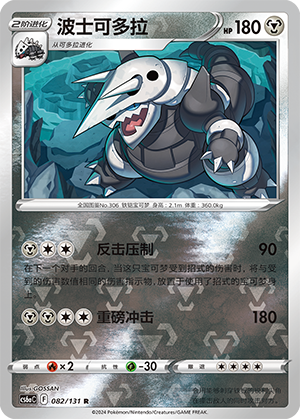 2阶进化 波士可多拉 HP 180
从可多拉进化
全国图鉴No.306 铁铠宝可梦 身高：2.1m 体重：360.0kg
反击压制 90
在下一个对手的回合，当这只宝可梦受到招式的伤害时，将与受
到的伤害数值相同的伤害指示物，放置于使用了招式的宝可梦身
上。
重磅冲击 180
弱点 ×2 抵抗力 -30 撤退
Illus. GOSSAN
CS6aC F 082/131 R
©2024 Pokémon/Nintendo/Creatures/GAME FREAK.